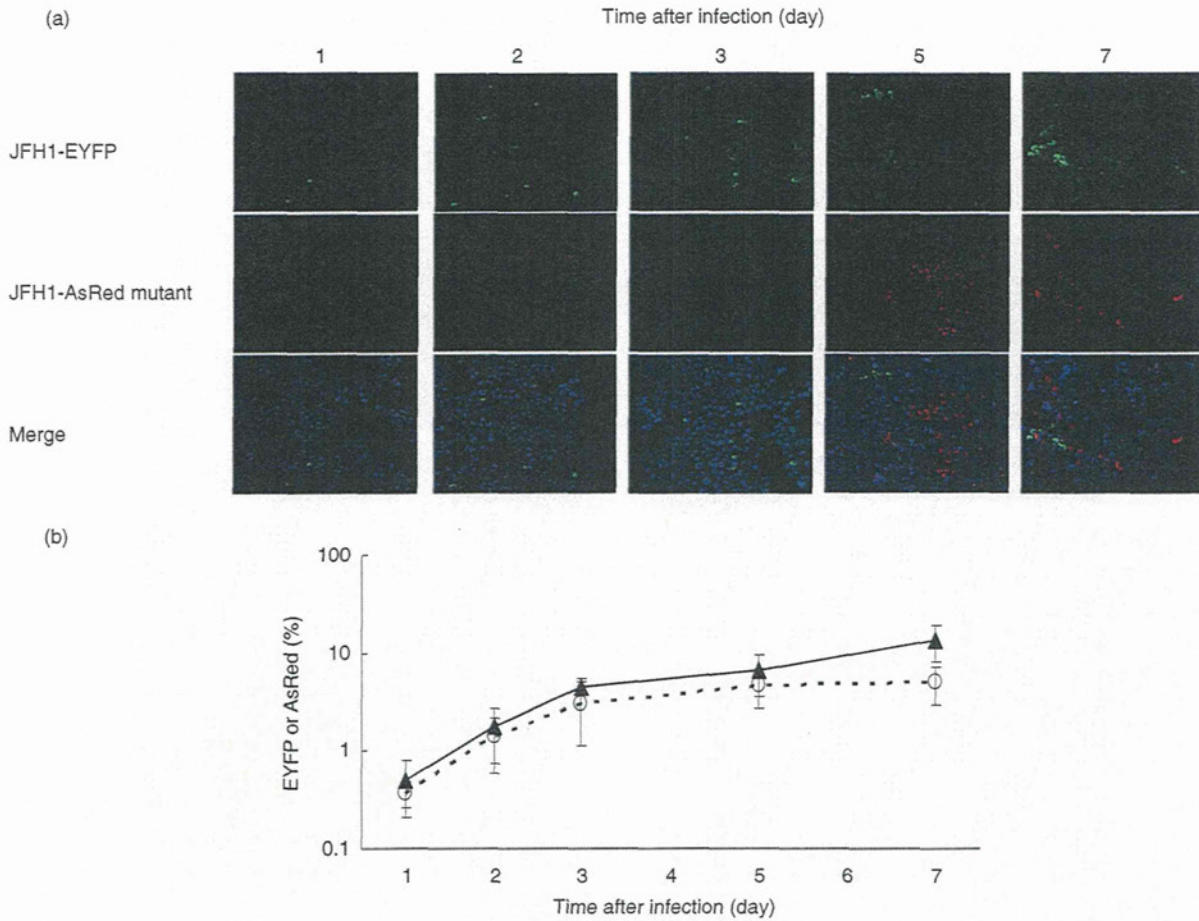 (a)
Time after infection (day)
1 2 3 5 7
JFH1-EYFP
JFH1-AsRed mutant
Merge
(b)
EYFP or AsRed (%)
100
10
1
0.1
1 2 3 4 5 6 7
Time after infection (day)